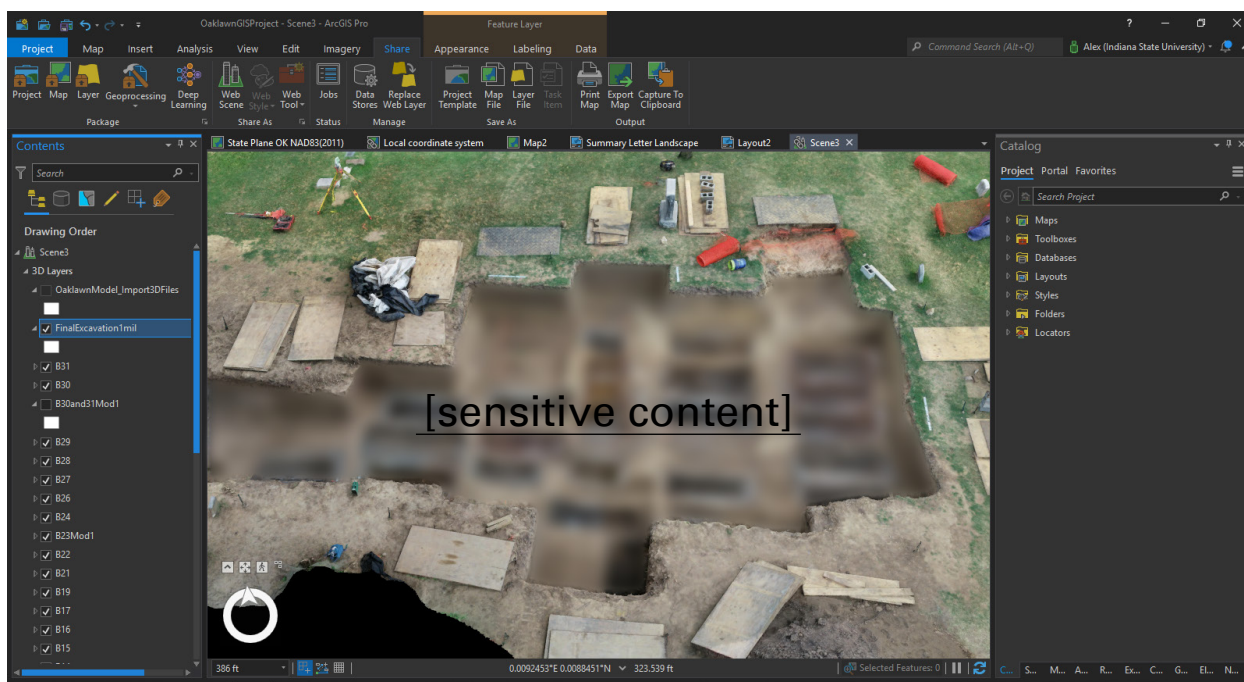 OaklawnGISProject - Scene3 - ArcGIS Pro
Feature Layer
?
Project Map Insert Analysis View Edit Imagery Share Appearance Labeling Data
Command Search (Alt+Q)
Alex (Indiana State University)
Project Map Layer Geoprocessing Deep Learning
Web Scene Web Style Web Tool
Jobs
Data Stores Replace Web Layer
Project Template Map File Layer File Task Item
Print Map Export Map Capture To Clipboard
Package Share As Status Manage Save As Output
Contents
Search
Drawing Order
Scene3
3D Layers
OaklawnModel_Import3DFiles
FinalExcavation1mil
B31
B30
B30and31Mod1
B29
B28
B27
B26
B24
B23Mod1
B22
B21
B19
B17
B16
B15
State Plane OK NAD83(2011) Local coordinate system Map2 Summary Letter Landscape Layout2 Scene3
[sensitive content]
386 ft
0.0092453°E 0.0088451°N 323.539 ft
Selected Features: 0
Catalog
Project Portal Favorites
Search Project
Maps
Toolboxes
Databases
Layouts
Styles
Folders
Locators
C... S... M... A... R... Ex... C... G... El... N...